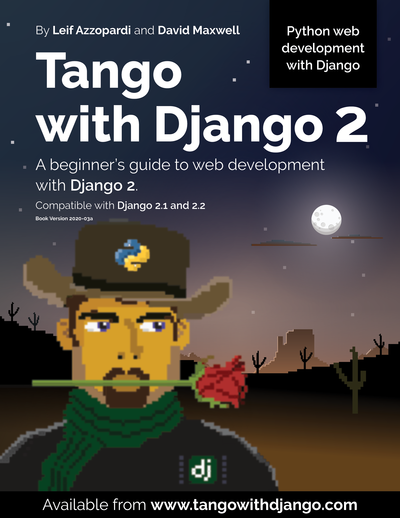 By Leif Azzopardi and David Maxwell
Python web
development
with Django
Tango
with Django 2
A beginner's guide to web development
with Django 2.
Compatible with Django 2.1 and 2.2
Book Version 2020-03a
dj
Available from www.tangowithdjango.com